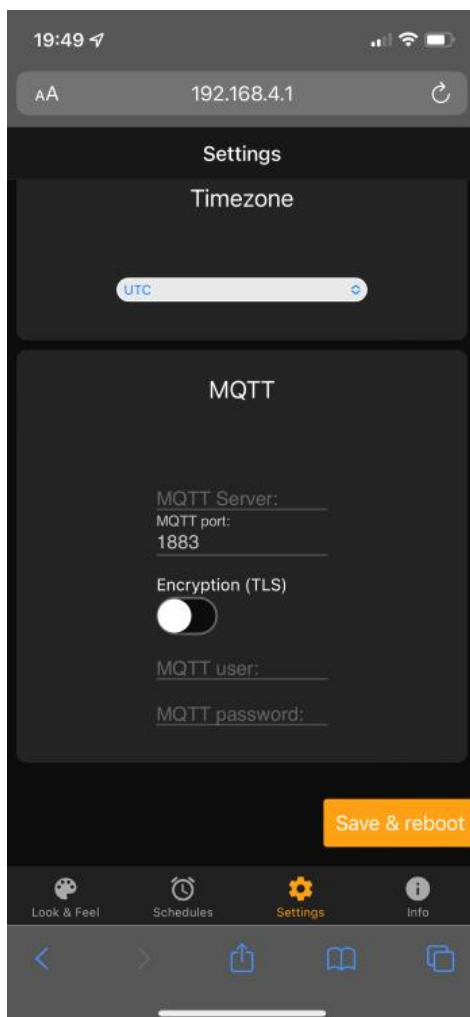 19:49
AA 192.168.4.1
Settings
Timezone
UTC
MQTT
MQTT Server:
MQTT port:
1883
Encryption (TLS)
MQTT user:
MQTT password:
Save & reboot
Look & Feel Schedules Settings Info